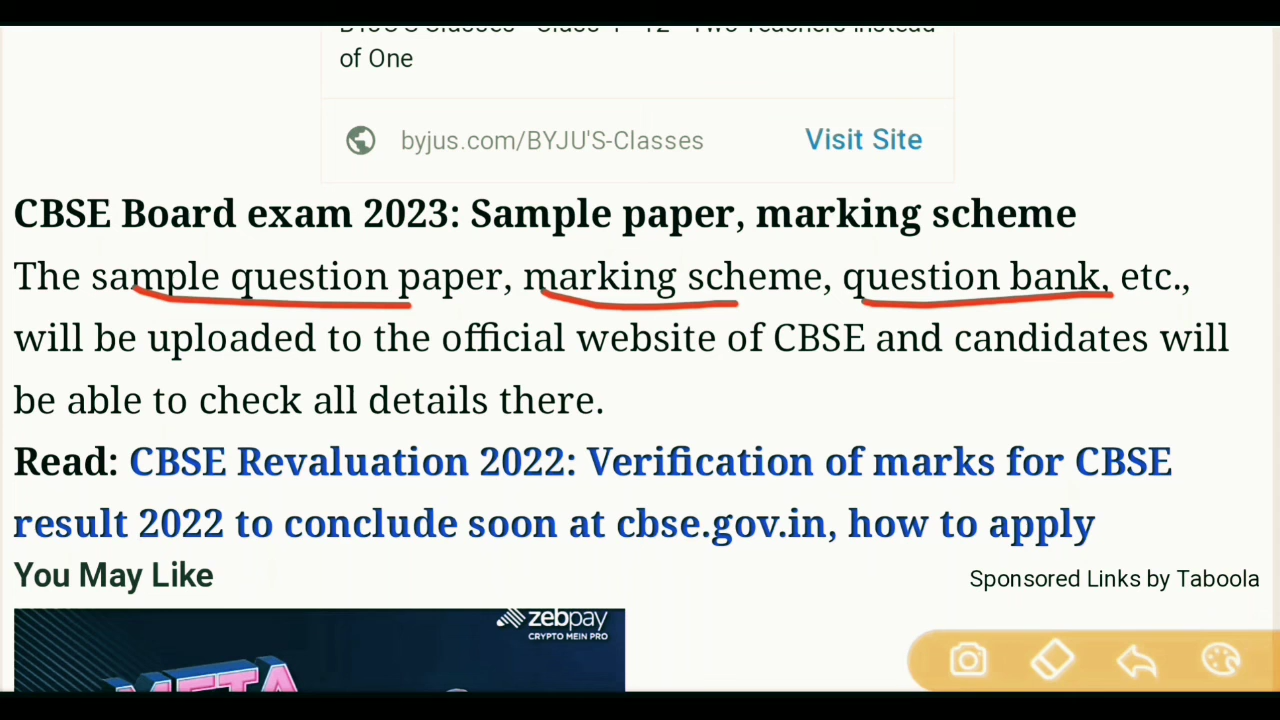 of One
byjus.com/BYJU'S-Classes
Visit Site
CBSE Board exam 2023: Sample paper, marking scheme
The sample question paper, marking scheme, question bank, etc.,
will be uploaded to the official website of CBSE and candidates will
be able to check all details there.
Read: CBSE Revaluation 2022: Verification of marks for CBSE
result 2022 to conclude soon at cbse.gov.in, how to apply
You May Like
Sponsored Links by Taboola
zebpay
CRYPTO MEIN PRO
META